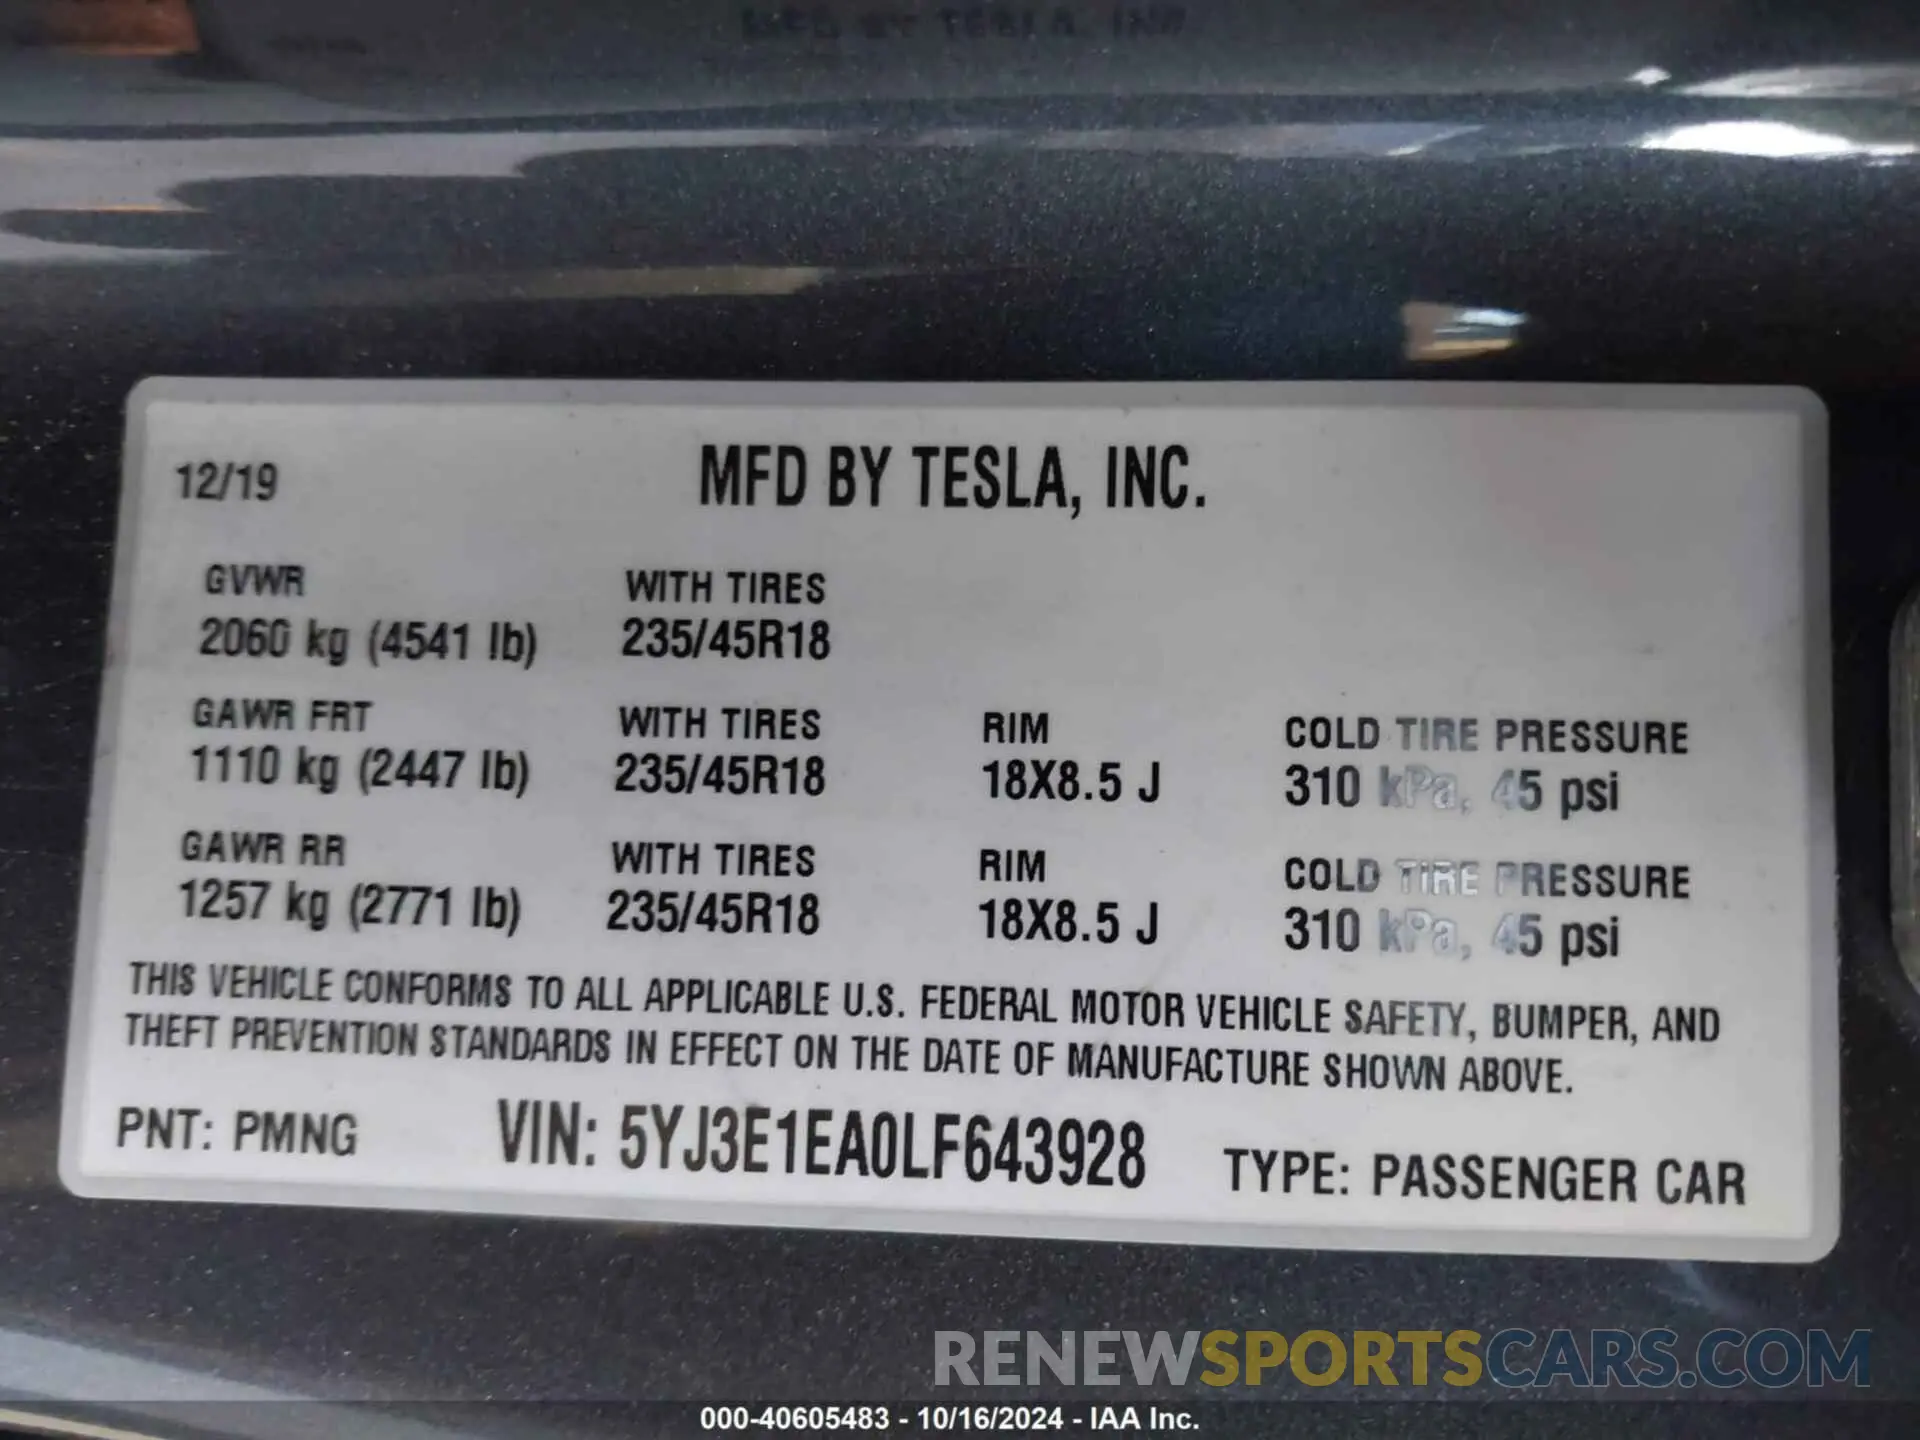 MFD BY TESLA, INC.
12/19
MFD BY TESLA, INC.
GVWR
WITH TIRES
2060 kg (4541 lb)
235/45R18
GAWR FRT
WITH TIRES
RIM
COLD TIRE PRESSURE
1110 kg (2447 lb)
235/45R18
18X8.5 J
310 kPa, 45 psi
GAWR RR
WITH TIRES
RIM
COLD TIRE PRESSURE
1257 kg (2771 lb)
235/45R18
18X8.5 J
310 kPa, 45 psi
THIS VEHICLE CONFORMS TO ALL APPLICABLE U.S. FEDERAL MOTOR VEHICLE SAFETY, BUMPER, AND
THEFT PREVENTION STANDARDS IN EFFECT ON THE DATE OF MANUFACTURE SHOWN ABOVE.
PNT: PMNG
VIN: 5YJ3E1EA0LF643928
TYPE: PASSENGER CAR
RENEWSPORTSCARS.COM
000-40605483 - 10/16/2024 - IAA Inc.